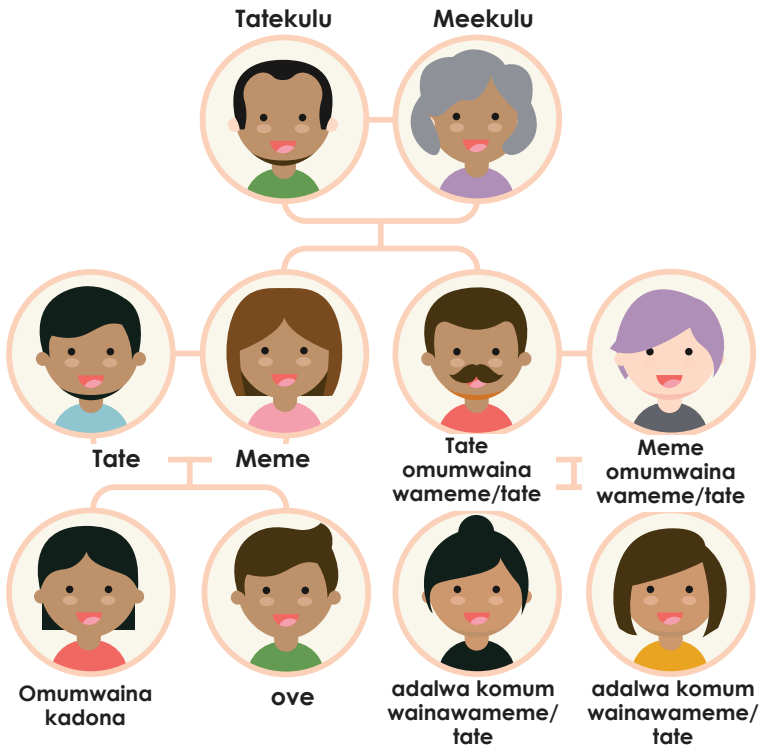 Tatekulu
Meekulu
Tate
Meme
Tate
omumwaina
wameme/tate
Meme
omumwaina
wameme/tate
Omumwaina
kadona
ove
adalwa komum
wainawameme/
tate
adalwa komum
wainawameme/
tate